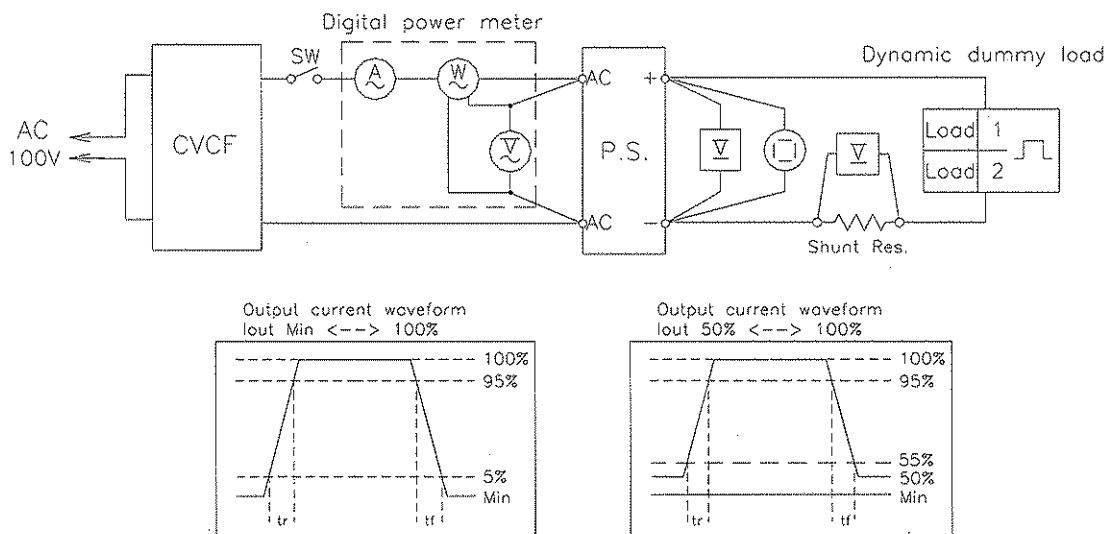 Digital power meter
Dynamic dummy load
SW
A
W
AC
+
AC
100V
CVCF
V
P.S.
V
V
Load 1
Load 2
AC
−
Shunt Res.
Output current waveform
Iout Min <--> 100%
100%
95%
5%
Min
tr
tf
Output current waveform
Iout 50% <--> 100%
100%
95%
55%
50%
Min
tr
tf